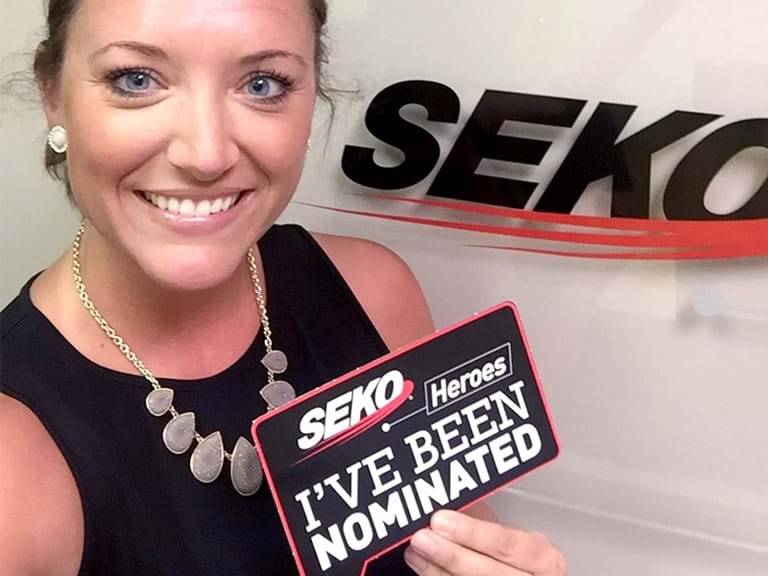 SEKO
SEKO®
Heroes
I'VE BEEN
NOMINATED